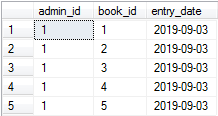 admin_id book_id entry_date
1 1 1 2019-09-03
2 1 2 2019-09-03
3 1 3 2019-09-03
4 1 4 2019-09-03
5 1 5 2019-09-03